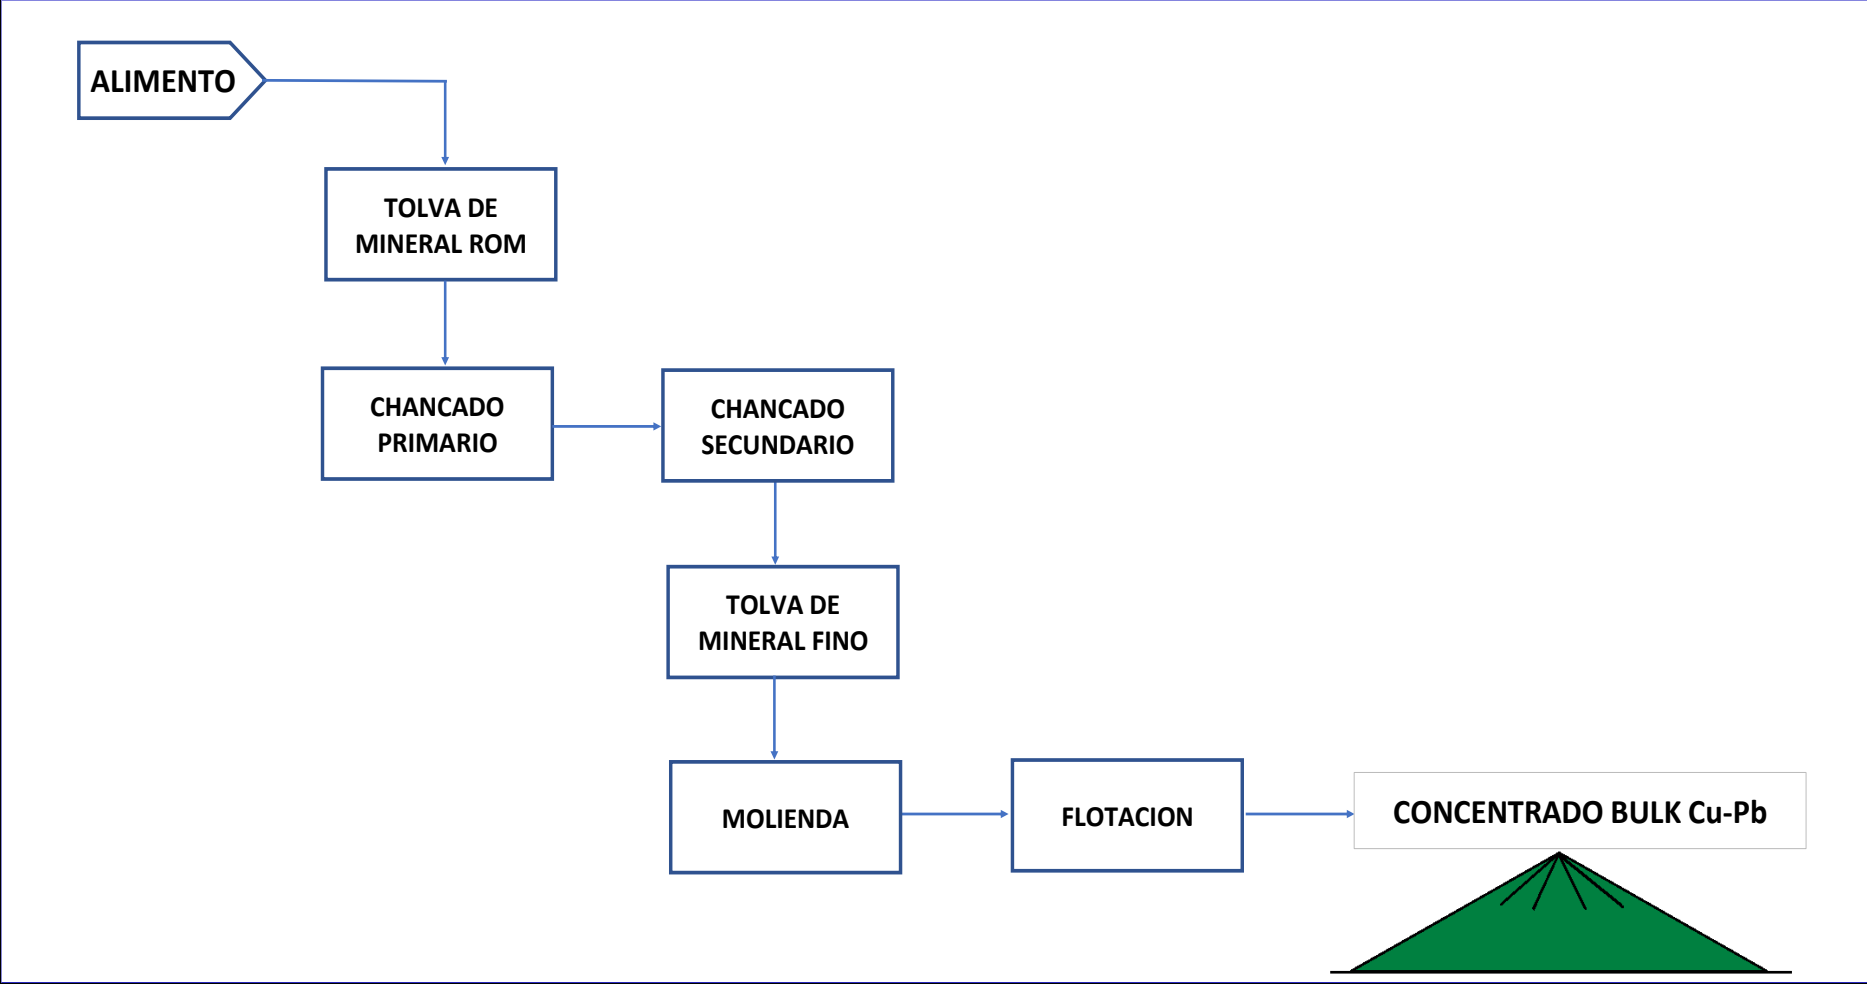 ALIMENTO
TOLVA DE
MINERAL ROM
CHANCADO
PRIMARIO
CHANCADO
SECUNDARIO
TOLVA DE
MINERAL FINO
MOLIENDA
FLOTACION
CONCENTRADO BULK Cu-Pb